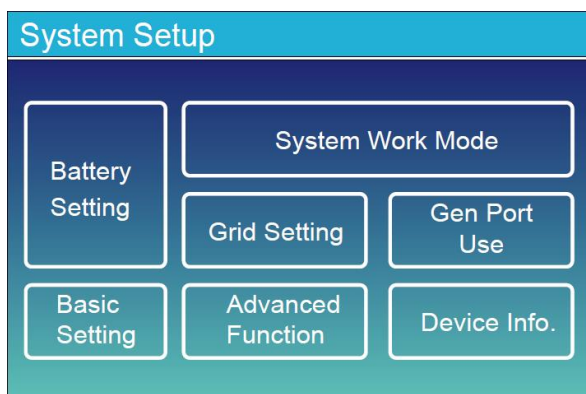 System Setup
System Work Mode
Battery
Setting
Grid Setting
Gen Port
Use
Basic
Setting
Advanced
Function
Device Info.